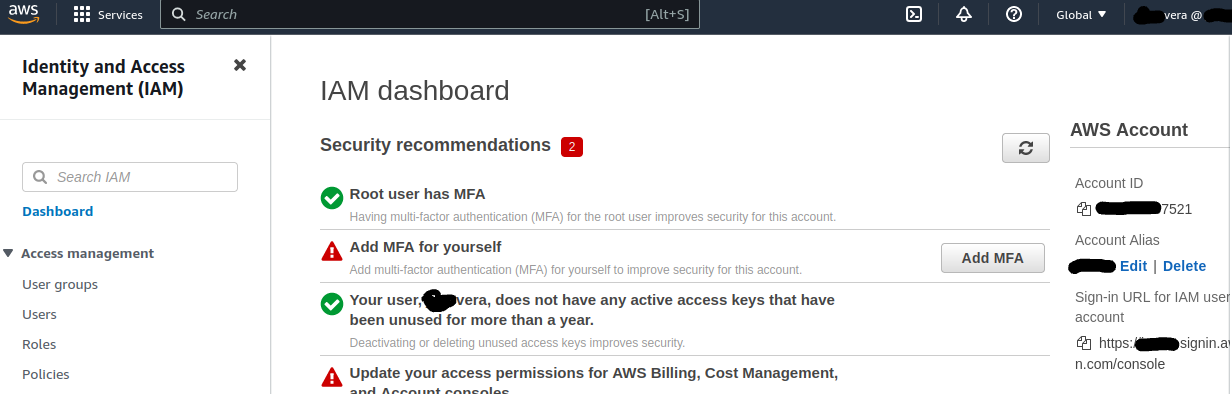 aws
Services
Search
[Alt+S]
Global
vera @
Identity and Access
Management (IAM)
Search IAM
Dashboard
Access management
User groups
Users
Roles
Policies
IAM dashboard
Security recommendations 2
Root user has MFA
Having multi-factor authentication (MFA) for the root user improves security for this account.
Add MFA for yourself
Add multi-factor authentication (MFA) for yourself to improve security for this account.
Add MFA
Your user, vera, does not have any active access keys that have
been unused for more than a year.
Deactivating or deleting unused access keys improves security.
Update your access permissions for AWS Billing, Cost Management,
and Account consoles
AWS Account
Account ID
7521
Account Alias
Edit | Delete
Sign-in URL for IAM user
account
https:/ signin.aw
n.com/console